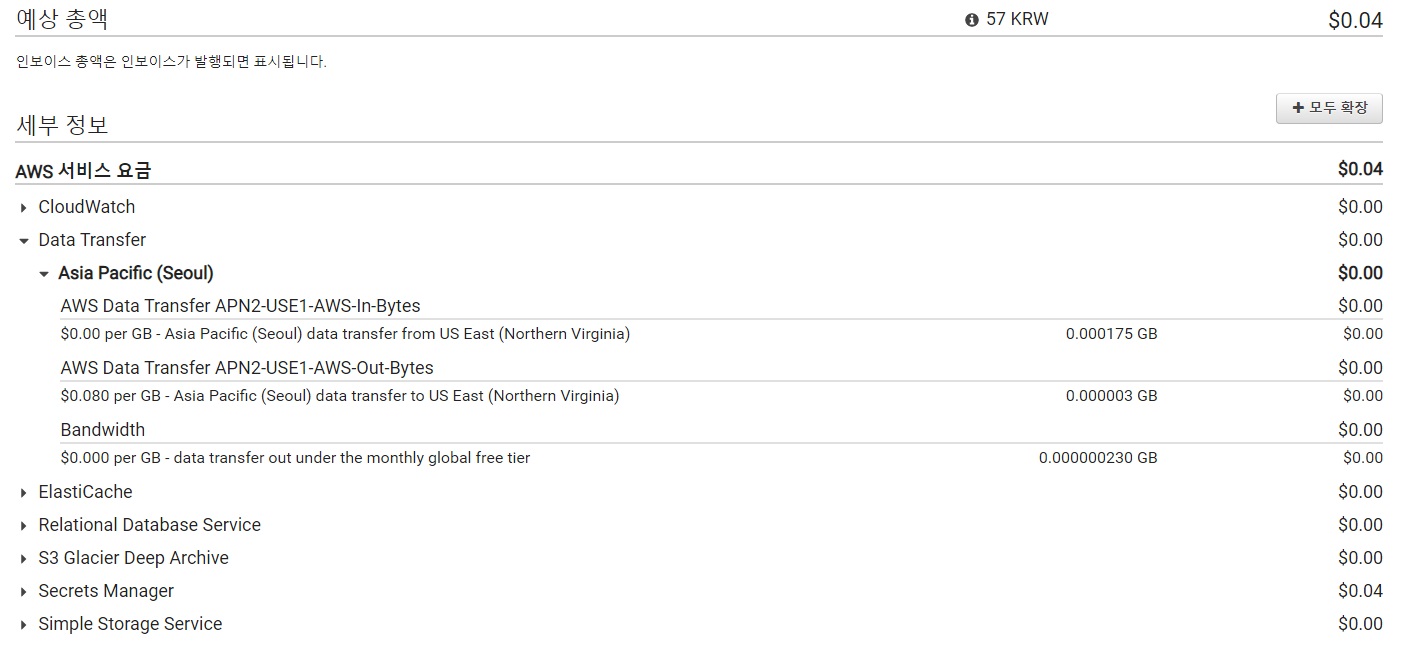 예상 총액 57 KRW $0.04
인보이스 총액은 인보이스가 발행되면 표시됩니다.
세부 정보 + 모두 확장
AWS 서비스 요금 $0.04
CloudWatch $0.00
Data Transfer $0.00
Asia Pacific (Seoul) $0.00
AWS Data Transfer APN2-USE1-AWS-In-Bytes $0.00
$0.00 per GB - Asia Pacific (Seoul) data transfer from US East (Northern Virginia) 0.000175 GB $0.00
AWS Data Transfer APN2-USE1-AWS-Out-Bytes $0.00
$0.080 per GB - Asia Pacific (Seoul) data transfer to US East (Northern Virginia) 0.000003 GB $0.00
Bandwidth $0.00
$0.000 per GB - data transfer out under the monthly global free tier 0.000000230 GB $0.00
ElastiCache $0.00
Relational Database Service $0.00
S3 Glacier Deep Archive $0.00
Secrets Manager $0.04
Simple Storage Service $0.00